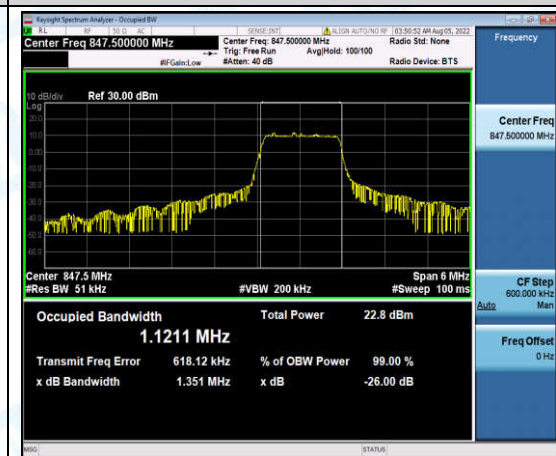 Keysight Spectrum Analyzer - Occupied BW
RL RF 50 Ω AC SENSE:INT ALIGN AUTO/NO RF 03:50:52 AM Aug 05, 2022
Center Freq 847.500000 MHz Center Freq: 847.500000 MHz Radio Std: None Frequency
Trig: Free Run Avg|Hold: 100/100
#IFGain:Low #Atten: 40 dB Radio Device: BTS
10 dB/div Ref 30.00 dBm
Log
20.0
10.0
0.00
-10.0
-20.0
-30.0
-40.0
-50.0
-60.0
Center Freq
847.500000 MHz
Center 847.5 MHz Span 6 MHz
#Res BW 51 kHz #VBW 200 kHz #Sweep 100 ms
CF Step
600.000 kHz
Auto Man
Occupied Bandwidth Total Power 22.8 dBm
1.1211 MHz
Transmit Freq Error 618.12 kHz % of OBW Power 99.00 %
x dB Bandwidth 1.351 MHz x dB -26.00 dB
Freq Offset
0 Hz
MSG STATUS